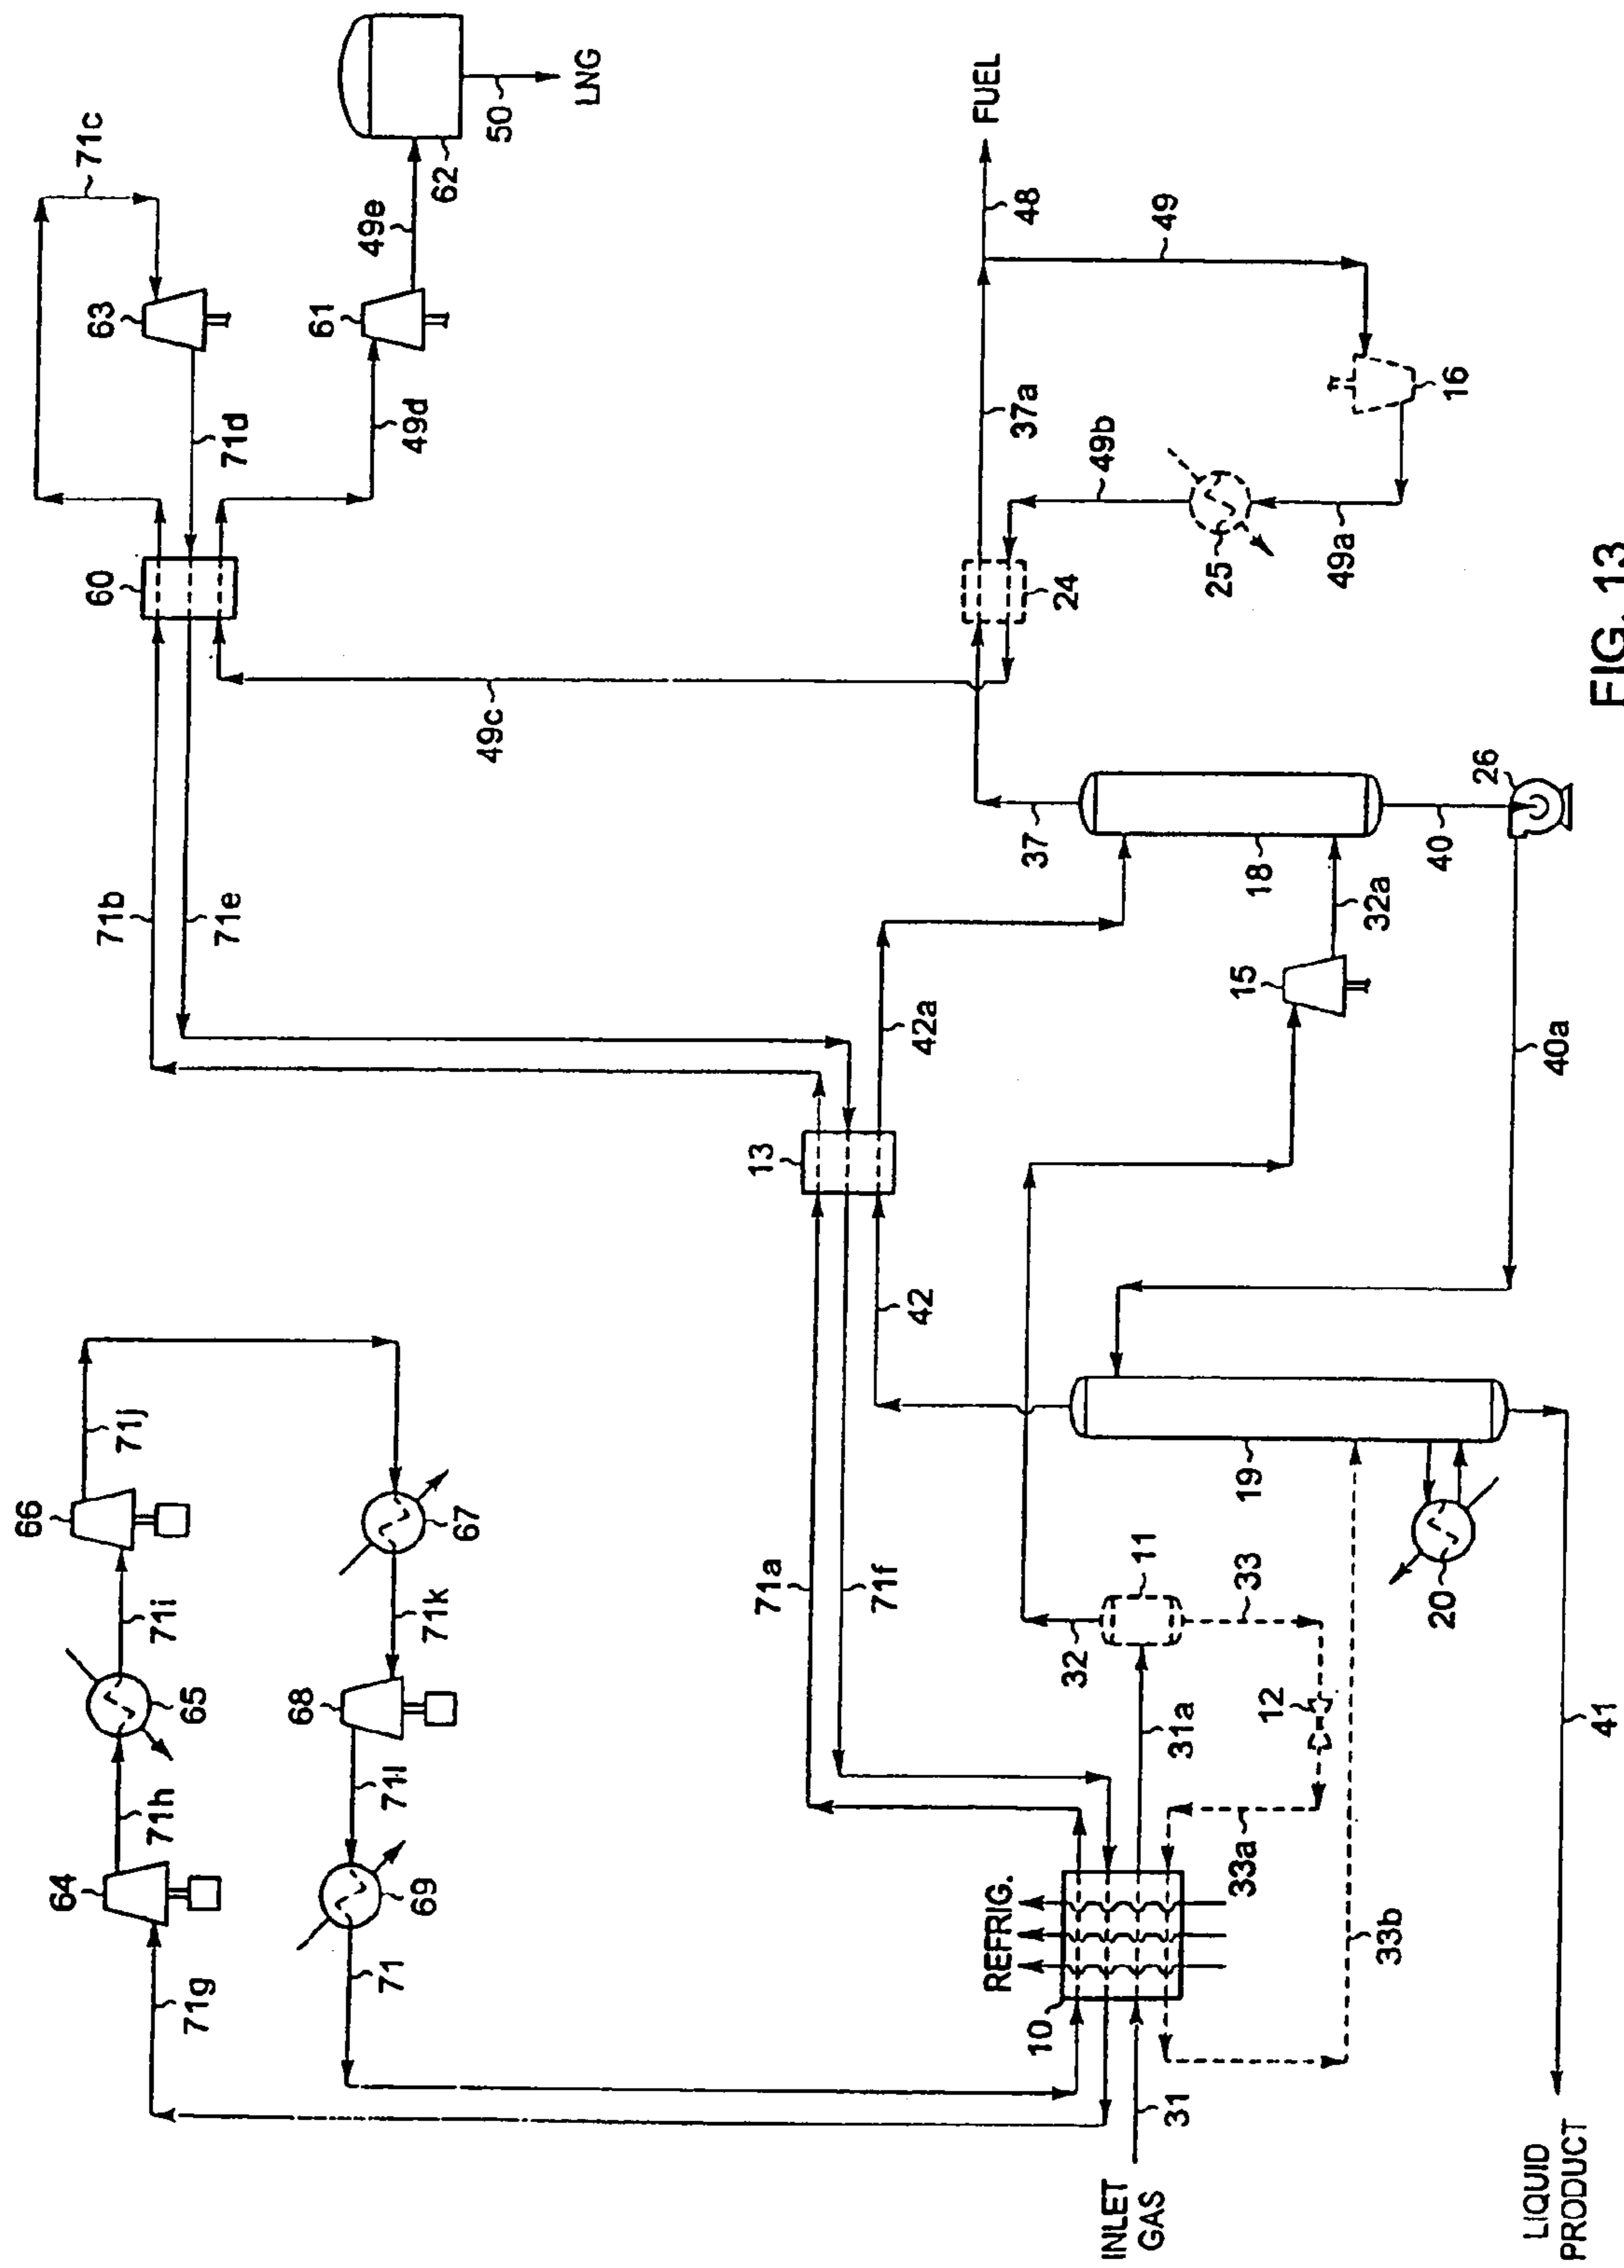 71g
64
71h
65
71i
66
71j
67
71k
68
71l
69
71
INLET
GAS
31
10
REFRIG.
31a
33a
33b
12
33
32
11
71a
71f
20
19
41
LIQUID
PRODUCT
42
13
42a
40a
15
32a
18
40
26
37
71b
71e
49c
60
71d
63
71c
49d
61
49e
62
50
LNG
24
37a
49b
25
49a
16
49
48
FUEL
FIG. 13